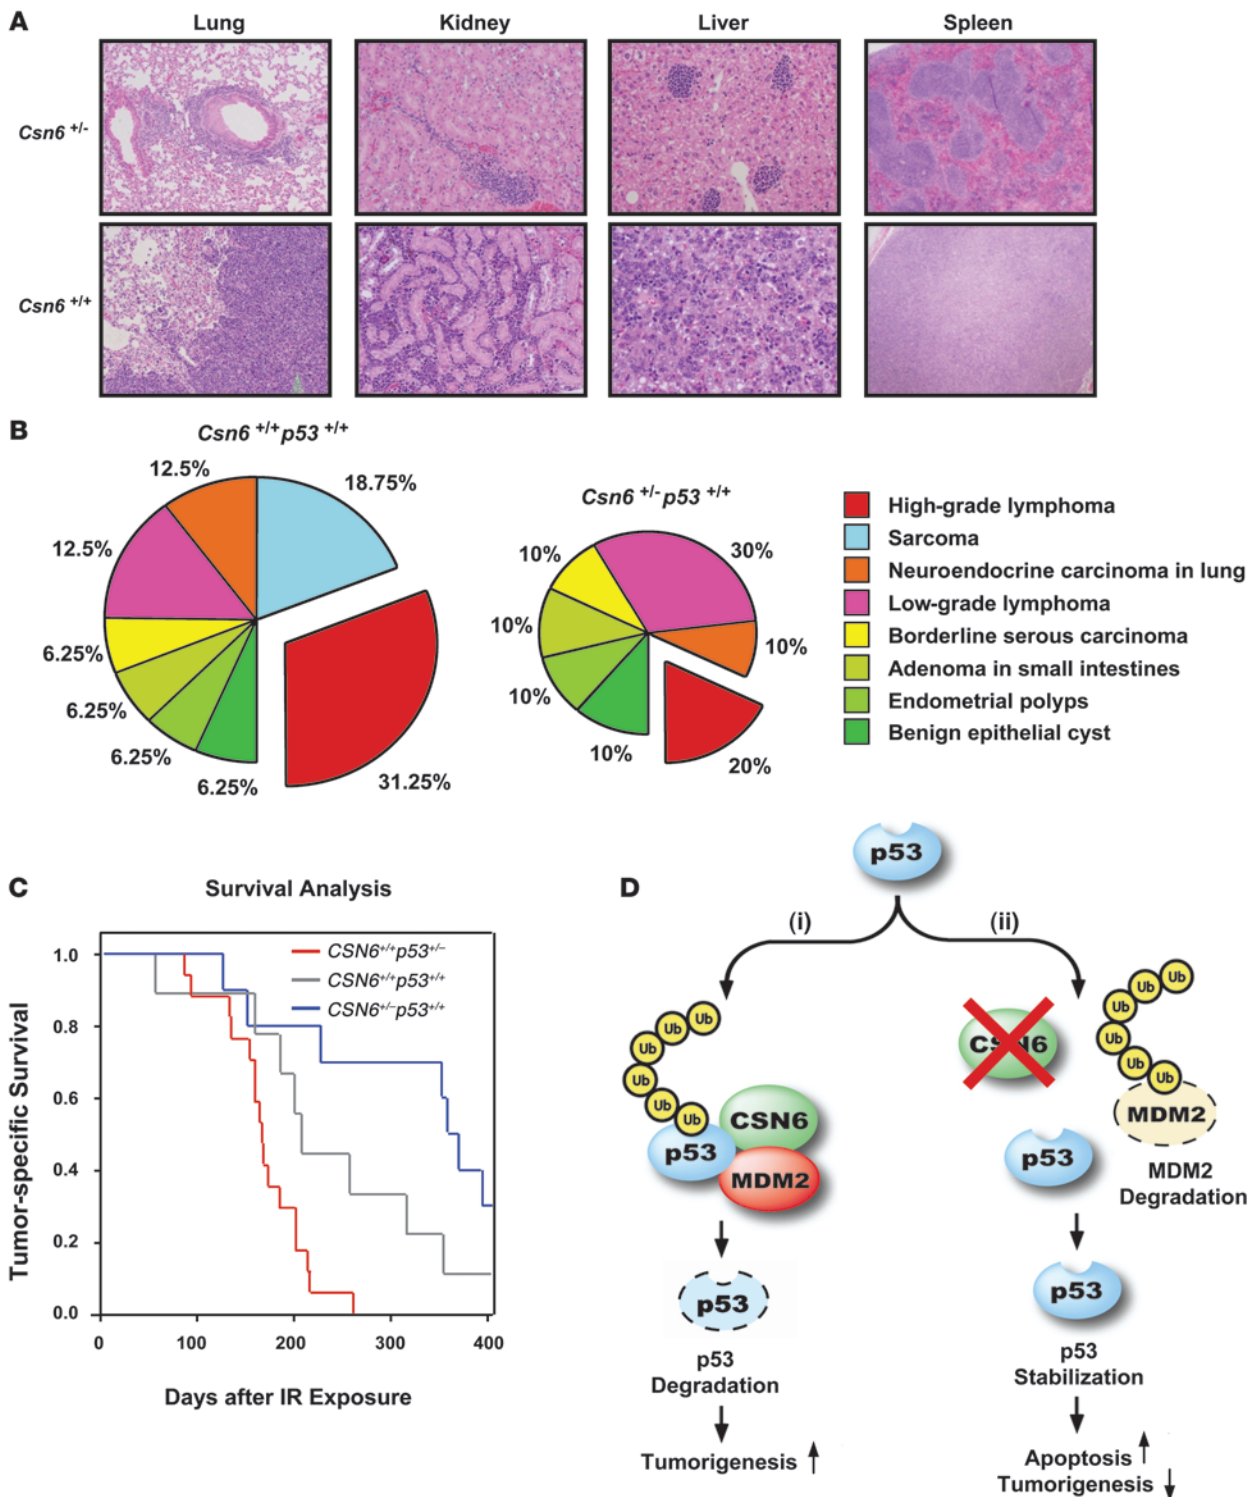 A
Lung Kidney Liver Spleen
Csn6 +/-
Csn6 +/+
B
Csn6 +/+ p53 +/+
12.5%
18.75%
12.5%
6.25%
6.25%
6.25%
6.25%
31.25%
Csn6 +/- p53 +/+
10%
30%
10%
10%
10%
10%
20%
High-grade lymphoma
Sarcoma
Neuroendocrine carcinoma in lung
Low-grade lymphoma
Borderline serous carcinoma
Adenoma in small intestines
Endometrial polyps
Benign epithelial cyst
C
Survival Analysis
CSN6+/+p53+/-
CSN6+/+p53+/+
CSN6+/-p53+/+
Tumor-specific Survival
1.0
0.8
0.6
0.4
0.2
0.0
0 100 200 300 400
Days after IR Exposure
D
p53
(i) (ii)
Ub
Ub
Ub
Ub
Ub
Ub
Ub
CSN6
p53
MDM2
p53
p53
Degradation
Tumorigenesis ↑
CSN6
Ub
Ub
Ub
Ub
Ub
Ub
MDM2
p53
MDM2
Degradation
p53
p53
Stabilization
Apoptosis ↑
Tumorigenesis ↓